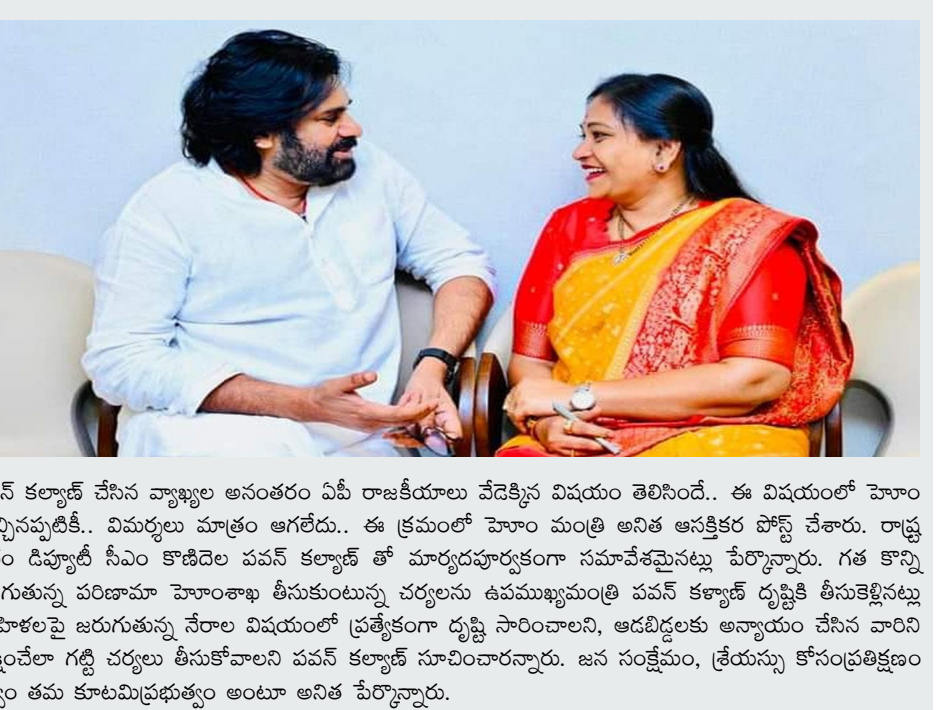 న్ కల్యాణ్ చేసిన వ్యాఖ్యల అనంతరం ఏపీ రాజకీయాలు వేడెక్కిన విషయం తెలిసిందే.. ఈ విషయంలో హెూం
చ్చినప్పటికీ.. విమర్శలు మాత్రం ఆగలేదు.. ఈ క్రమంలో హెూం మంత్రి అనిత ఆసక్తికర పోస్ట్ చేశారు. రాష్ట్ర
ం డిప్యూటీ సీఎం కొణిదెల పవన్ కల్యాణ్ తో మార్యదపూర్వకంగా సమావేశమైనట్లు పేర్కొన్నారు. గత కొన్ని
గుతున్న పరిణామా హెూంశాఖ తీసుకుంటున్న చర్యలను ఉపముఖ్యమంత్రి పవన్ కళ్యాణ్ దృష్టికి తీసుకెళ్లినట్లు
హిళలపై జరుగుతున్న నేరాల విషయంలో ప్రత్యేకంగా దృష్టి సారించాలని, ఆడబిడ్డలకు అన్యాయం చేసిన వారిని
క్షించేలా గట్టి చర్యలు తీసుకోవాలని పవన్ కల్యాణ్ సూచించారన్నారు. జన సంక్షేమం, శ్రేయస్సు కోసంప్రతిక్షణం
్వం తమ కూటమిప్రభుత్వం అంటూ అనిత పేర్కొన్నారు.